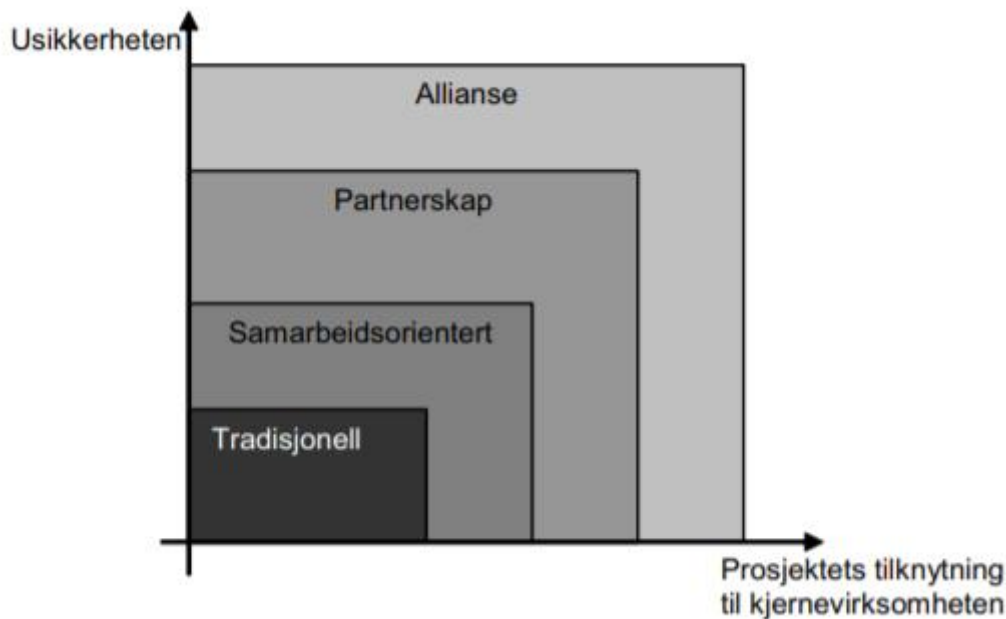 Usikkerheten
Allianse
Partnerskap
Samarbeidsorientert
Tradisjonell
Prosjektets tilknytning
til kjernevirksomheten